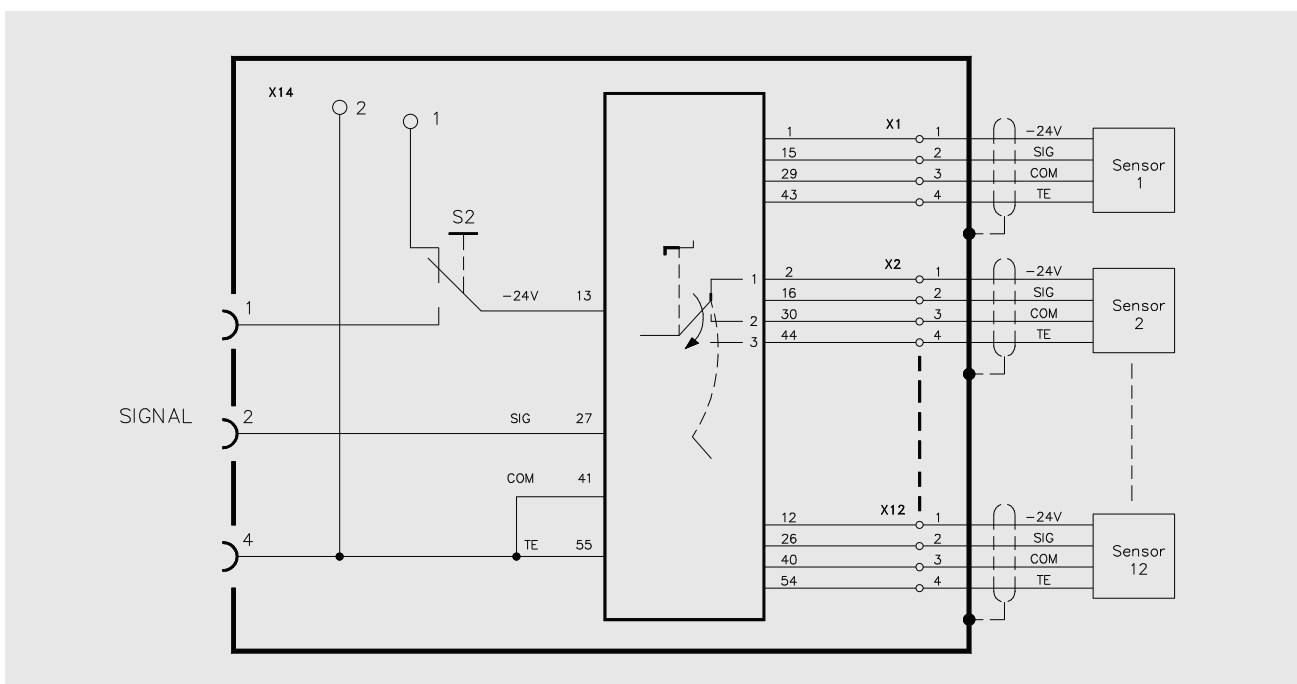 X14
2
1
S2
-24V 13
1
SIGNAL
2
SIG 27
COM 41
4
TE 55
1
2
3
1 X1 1 -24V
15 2 SIG
29 3 COM
43 4 TE
Sensor
1
2 X2 1 -24V
16 2 SIG
30 3 COM
44 4 TE
Sensor
2
12 X12 1 -24V
26 2 SIG
40 3 COM
54 4 TE
Sensor
12